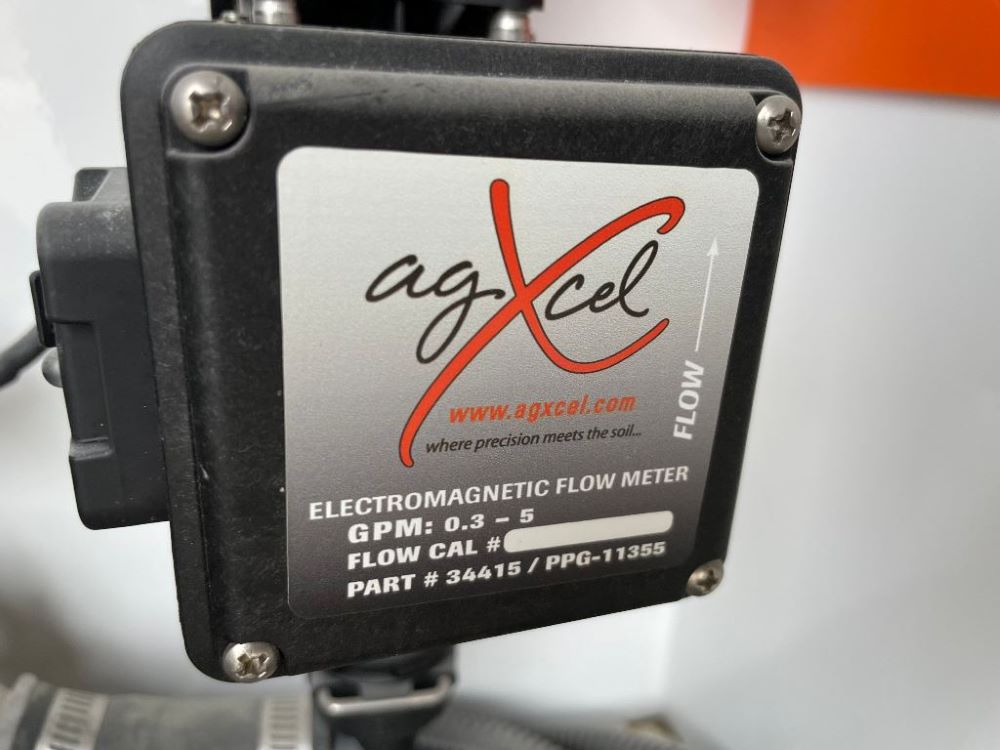 agXcel
www.agxcel.com
where precision meets the soil...
FLOW
ELECTROMAGNETIC FLOW METER
GPM: 0.3 – 5
FLOW CAL #
PART # 34415 / PPG-11355